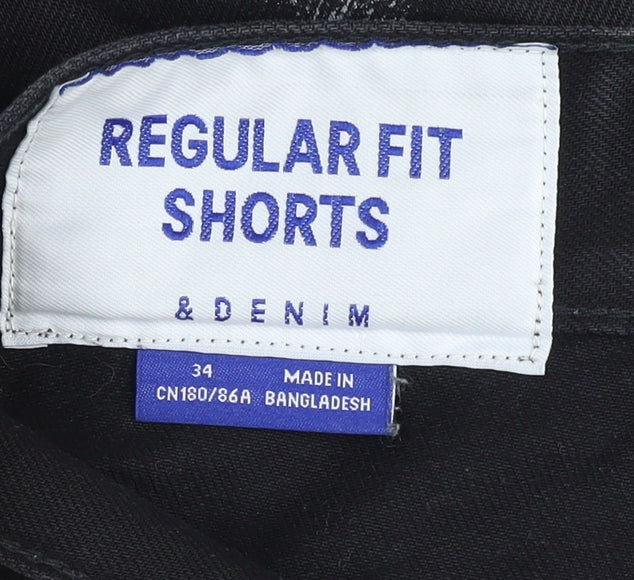 REGULAR FIT
SHORTS
& DENIM
34 MADE IN
CN180/86A BANGLADESH